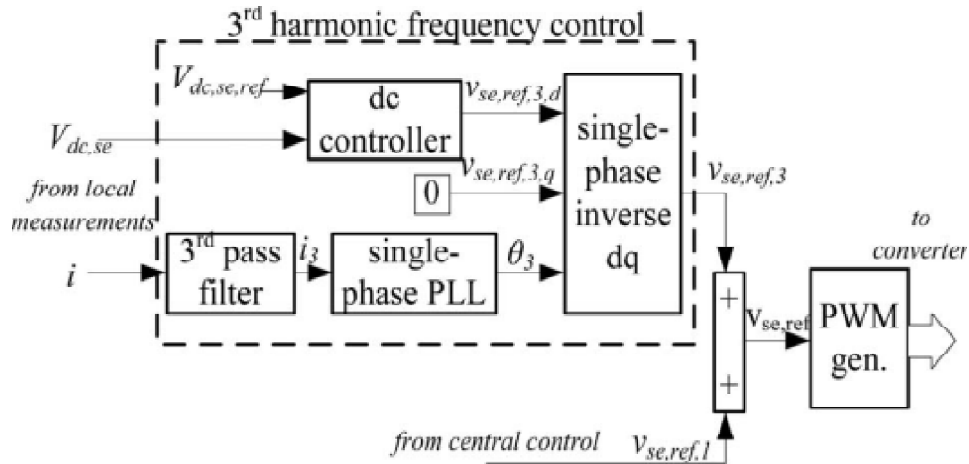 3rd harmonic frequency control
Vdc,se,ref
dc
controller
vse,ref,3,d
Vdc,se
from local
measurements
0
vse,ref,3,q
single-
phase
inverse
dq
vse,ref,3
i
3rd pass
filter
i3
single-
phase PLL
θ3
to
converter
+
+
vse,ref
PWM
gen.
from central control
vse,ref,1